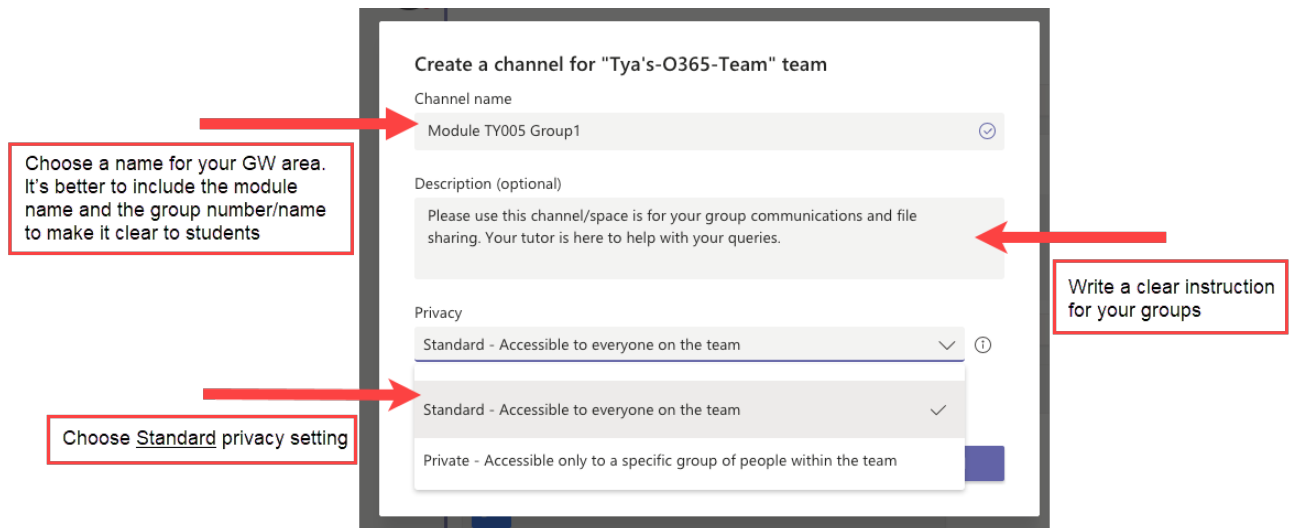 Create a channel for "Tya's-O365-Team" team
Channel name
Module TY005 Group1
Choose a name for your GW area.
It's better to include the module
name and the group number/name
to make it clear to students
Description (optional)
Please use this channel/space is for your group communications and file
sharing. Your tutor is here to help with your queries.
Write a clear instruction
for your groups
Privacy
Standard - Accessible to everyone on the team
Standard - Accessible to everyone on the team
Choose Standard privacy setting
Private - Accessible only to a specific group of people within the team